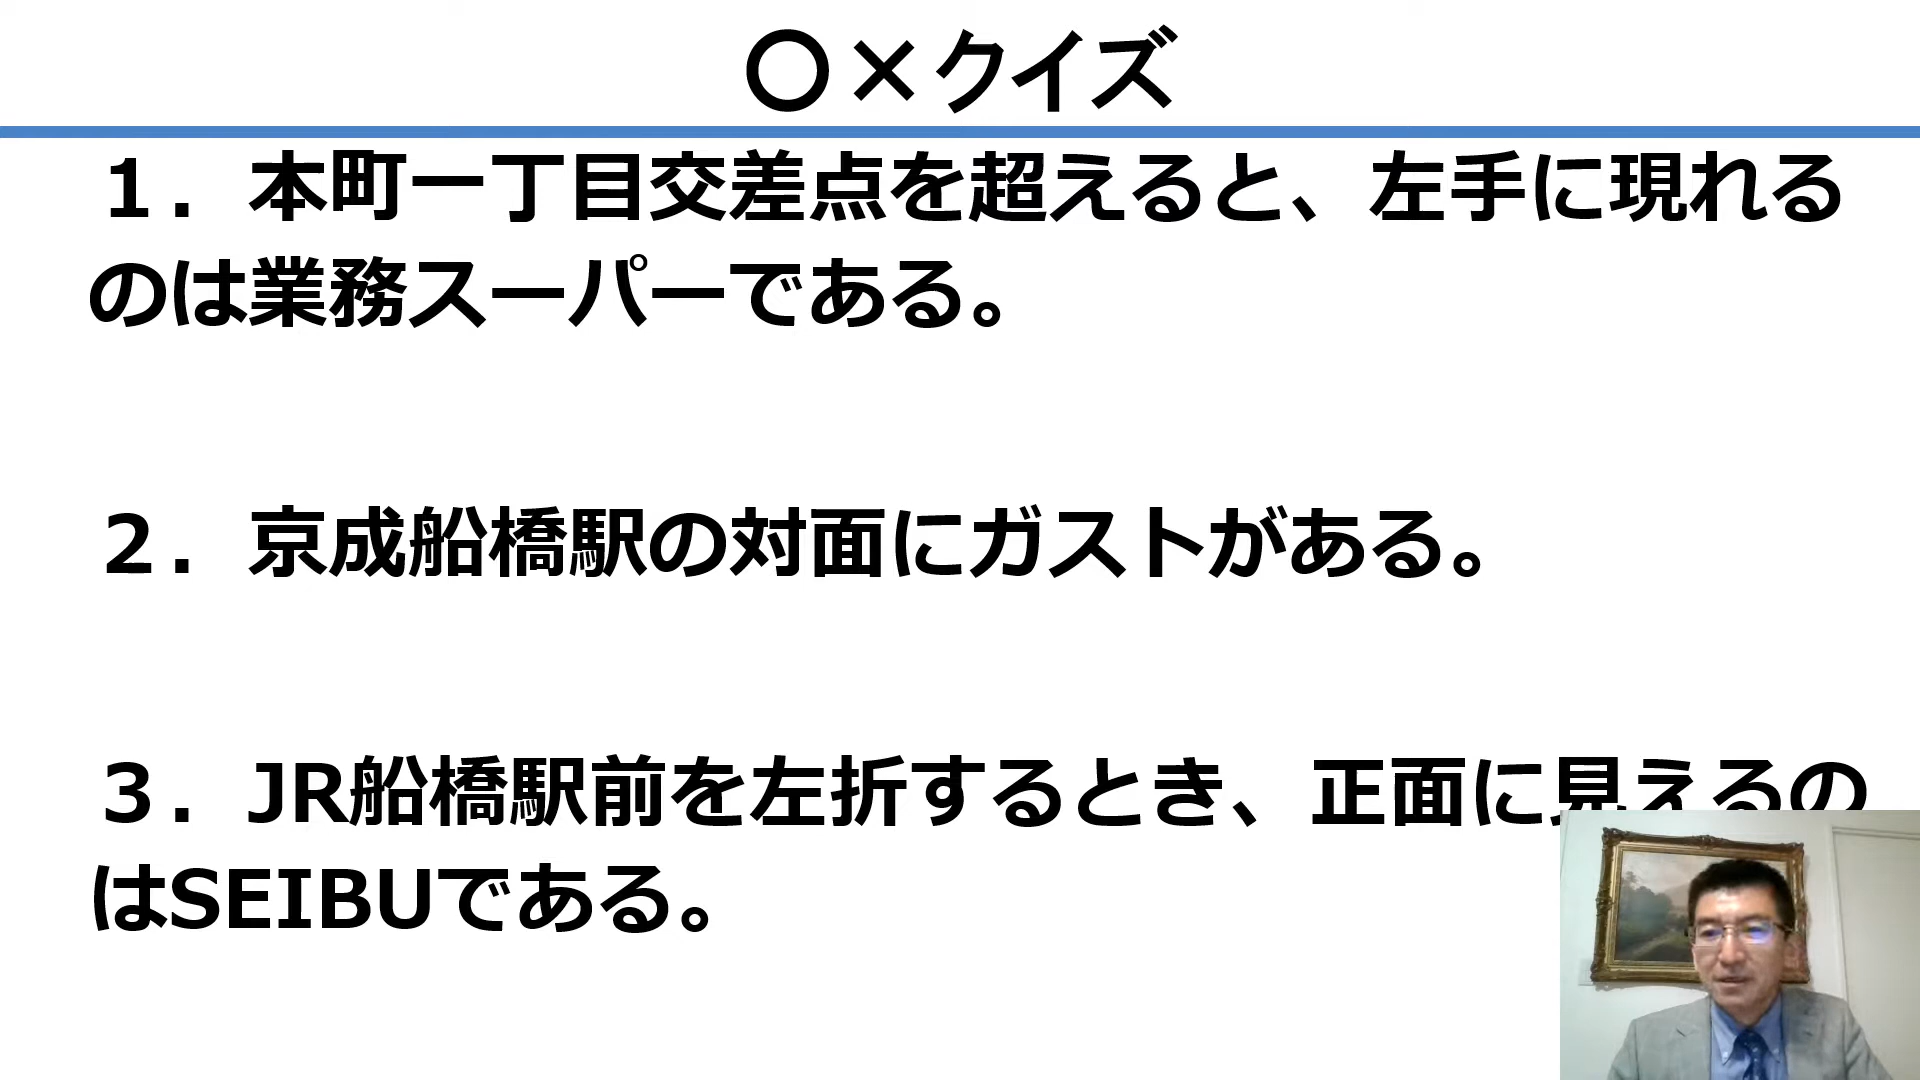 〇×クイズ
１．本町一丁目交差点を超えると、左手に現れる
のは業務スーパーである。
２．京成船橋駅の対面にガストがある。
３．JR船橋駅前を左折するとき、正面に見えるの
はSEIBUである。